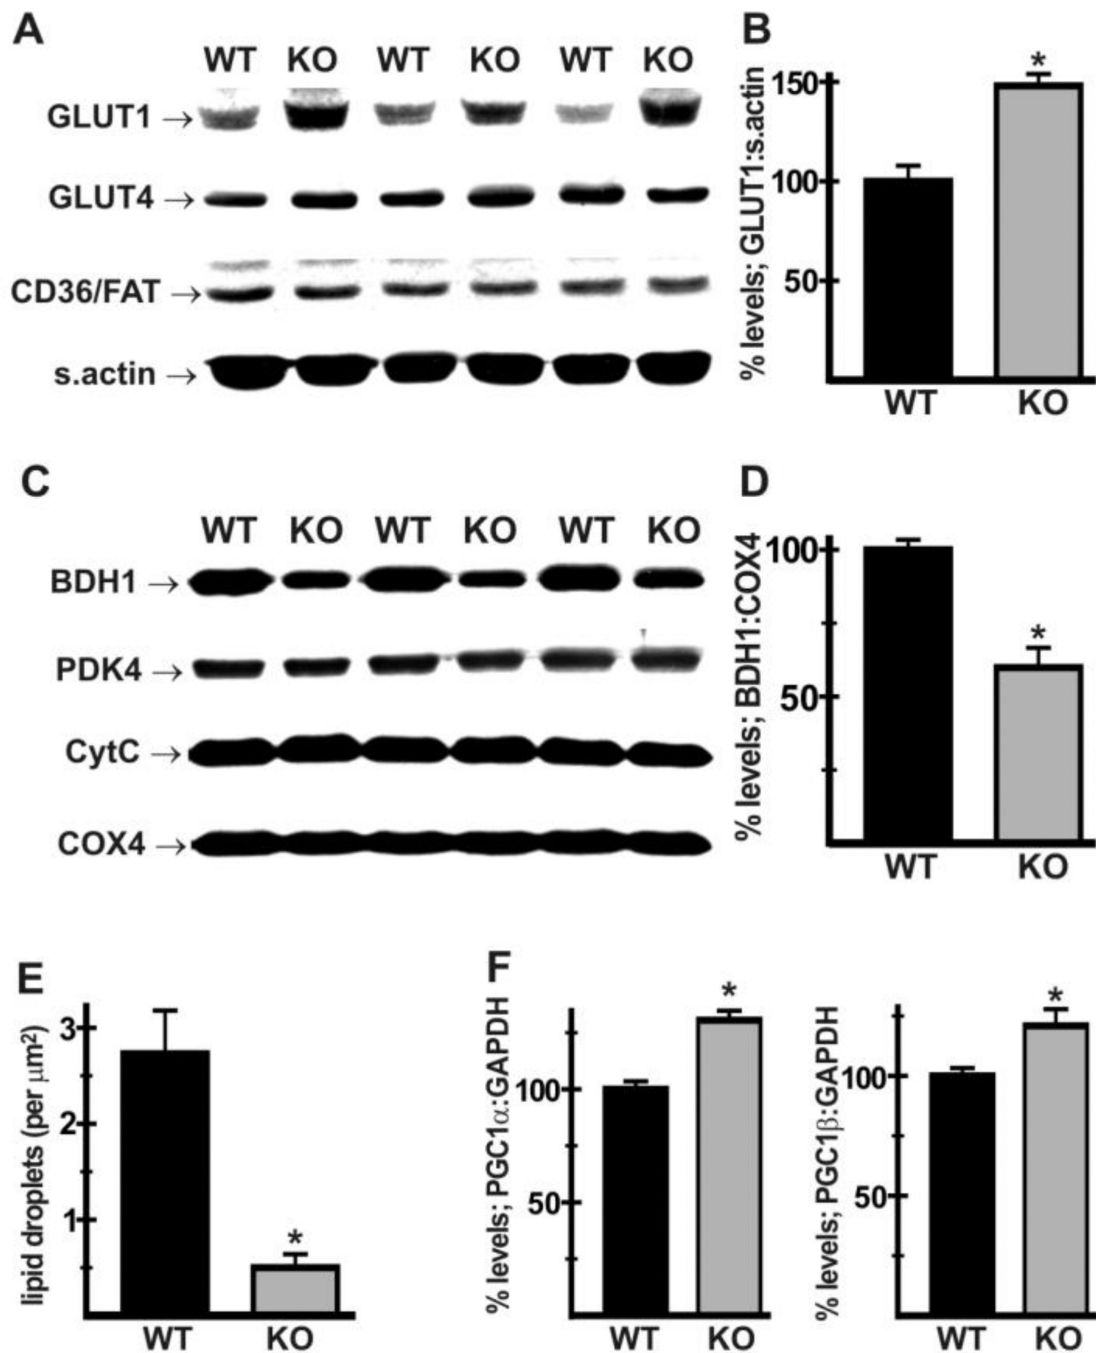 A
WT KO WT KO WT KO
GLUT1 →
GLUT4 →
CD36/FAT →
s.actin →
B
% levels; GLUT1:s.actin
150
100
50
*
WT KO
C
WT KO WT KO WT KO
BDH1 →
PDK4 →
CytC →
COX4 →
D
% levels; BDH1:COX4
100
50
*
WT KO
E
lipid droplets (per µm²)
3
2
1
*
WT KO
F
% levels; PGC1α:GAPDH
100
50
*
WT KO
% levels; PGC1β:GAPDH
100
50
*
WT KO